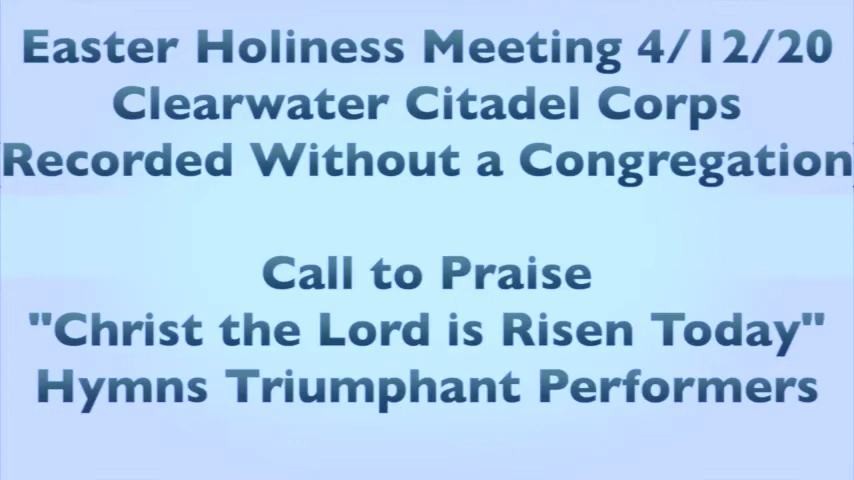 Easter Holiness Meeting 4/12/20
Clearwater Citadel Corps
Recorded Without a Congregation
Call to Praise
"Christ the Lord is Risen Today"
Hymns Triumphant Performers